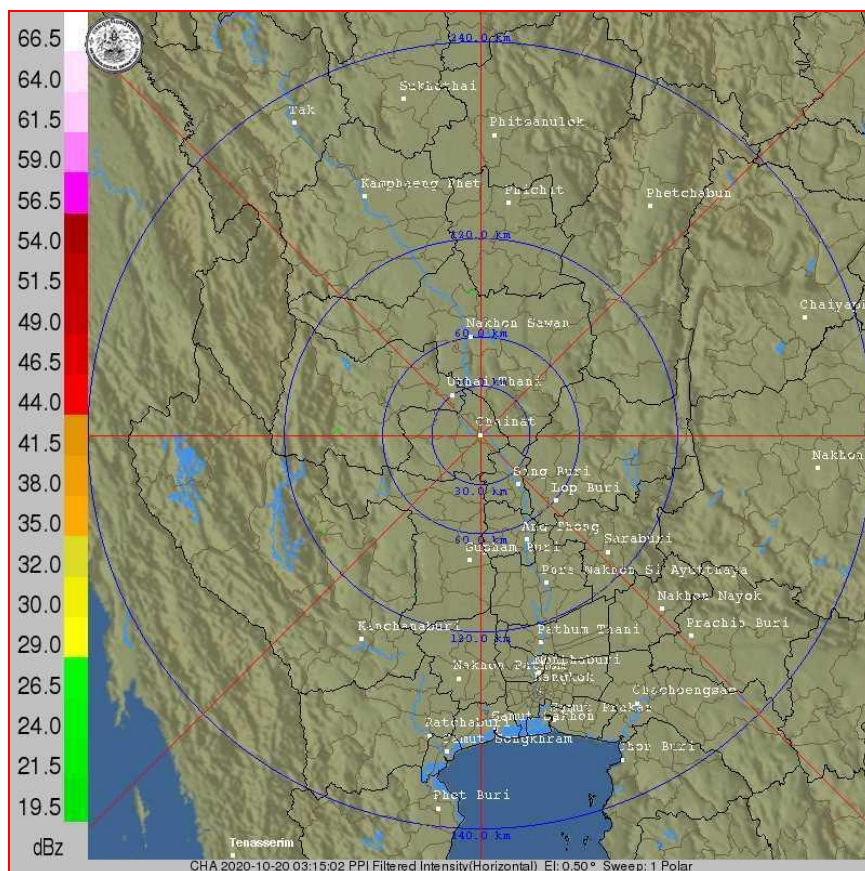 66.5
64.0
61.5
59.0
56.5
54.0
51.5
49.0
46.5
44.0
41.5
38.0
35.0
32.0
30.0
29.0
26.5
24.0
21.5
19.5
dBz
240.0 km
Sukhothai
Tak
Phitsanulok
Kamphaeng Phet
Phichit
Phetchabun
120.0 km
Chaiyaph
Nakhon Sawan
60.0 km
Uthai Thani
Chainat
Nakhon
Song Buri
30.0 km
Lop Buri
Ang Thong
60.0 km
Suphan Buri
Saraburi
Pors Nakhon Si Ayutthaya
Nakhon Nayok
Kanchanaburi
120.0 km
Pathum Thani
Prachin Buri
Nakhon Pathom
Nonthaburi
Bangkok
Chachoengsao
Samut Prakan
Samut Sakhon
Ratchaburi
Samut Songkhram
Chon Buri
Phet Buri
240.0 km
Tenasserim
CHA 2020-10-20 03:15:02 PPI Filtered Intensity(Horizontal) El: 0.50° Sweep: 1 Polar